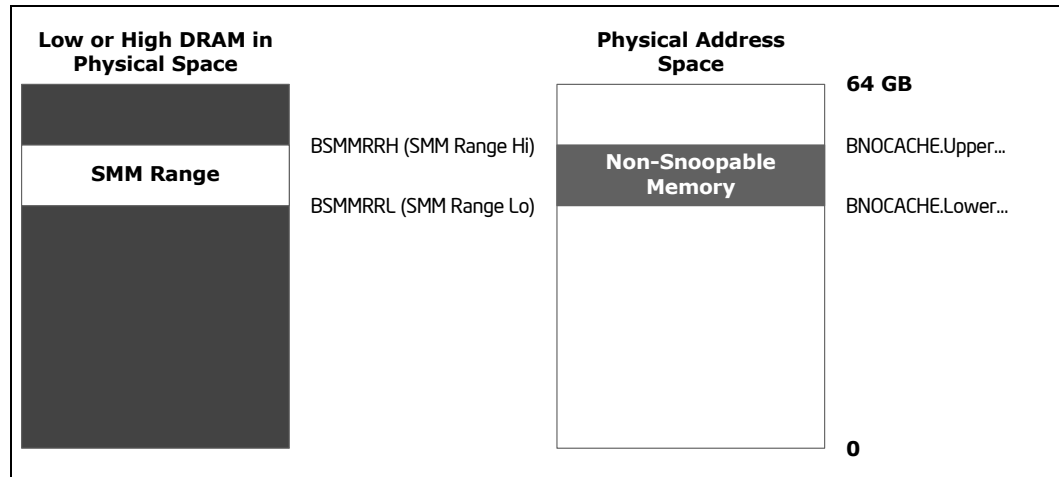 Low or High DRAM in
Physical Space
SMM Range
BSMMRRH (SMM Range Hi)
BSMMRRL (SMM Range Lo)
Physical Address
Space
Non-Snoopable
Memory
64 GB
BNOCACHE.Upper...
BNOCACHE.Lower...
0